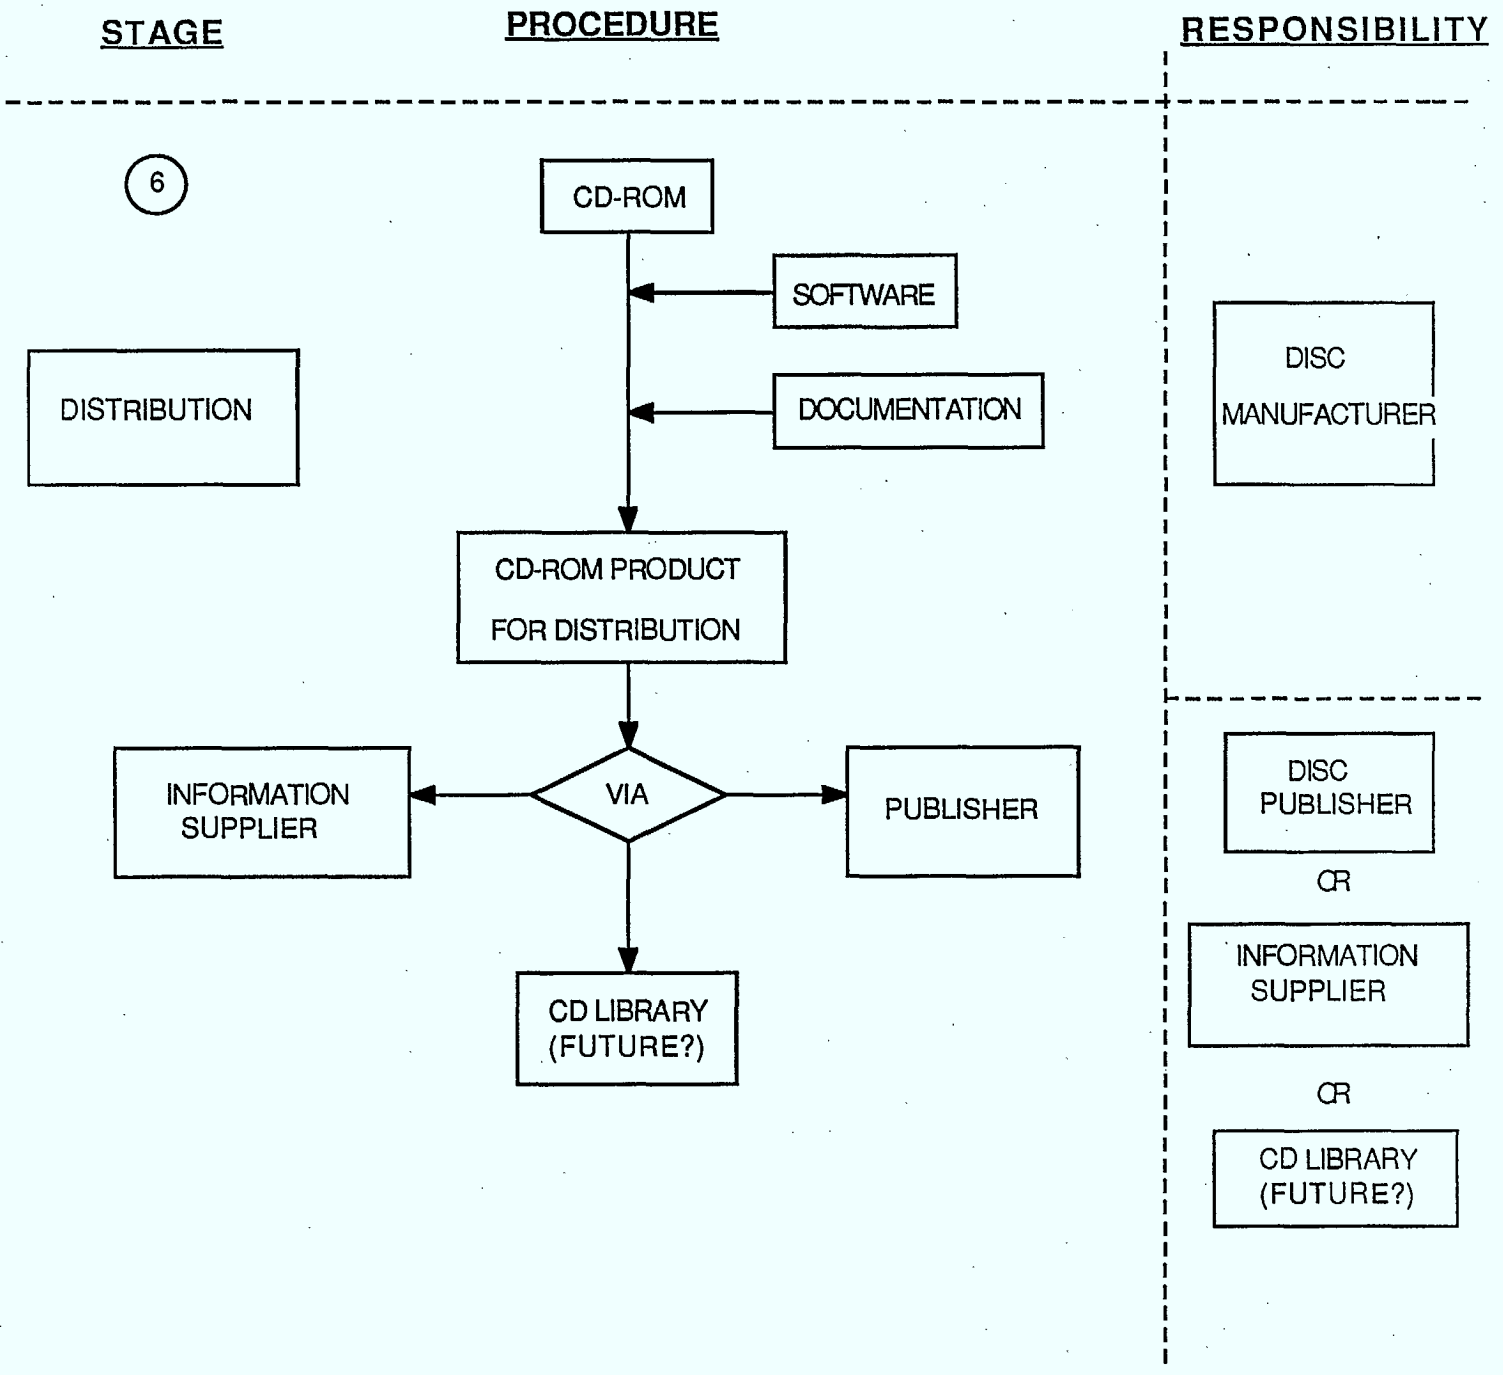 STAGE
PROCEDURE
RESPONSIBILITY
6
CD-ROM
SOFTWARE
DOCUMENTATION
DISTRIBUTION
DISC
MANUFACTURER
CD-ROM PRODUCT
FOR DISTRIBUTION
INFORMATION
SUPPLIER
VIA
PUBLISHER
CD LIBRARY
(FUTURE?)
DISC
PUBLISHER
OR
INFORMATION
SUPPLIER
OR
CD LIBRARY
(FUTURE?)